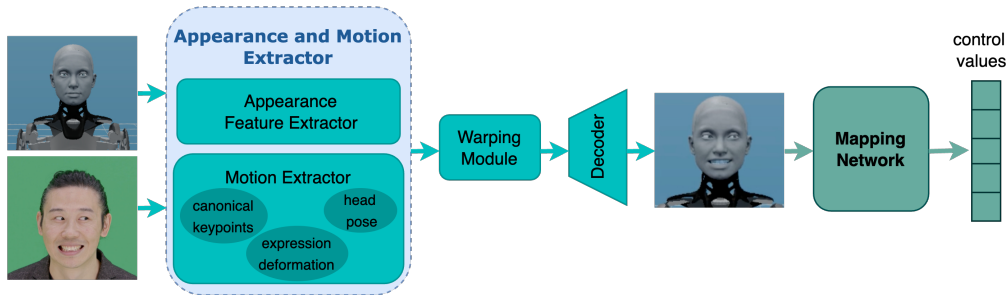 Appearance and Motion
Extractor
Appearance
Feature Extractor
Motion Extractor
canonical
keypoints
head
pose
expression
deformation
Warping
Module
Decoder
Mapping
Network
control
values